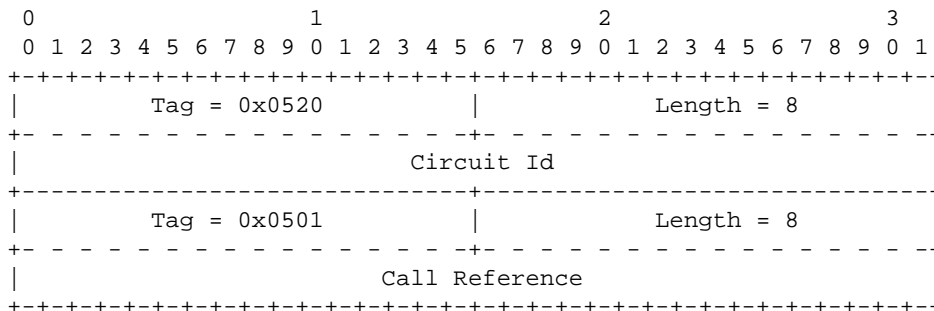 0                   1                   2                   3
0 1 2 3 4 5 6 7 8 9 0 1 2 3 4 5 6 7 8 9 0 1 2 3 4 5 6 7 8 9 0 1
+-+-+-+-+-+-+-+-+-+-+-+-+-+-+-+-+-+-+-+-+-+-+-+-+-+-+-+-+-+-+-+-
|         Tag = 0x0520          |            Length = 8
+- - - - - - - - - - - - - - - -+- - - - - - - - - - - - - - - --
|                           Circuit Id
+-------------------------------+--------------------------------
|         Tag = 0x0501          |            Length = 8
+- - - - - - - - - - - - - - - -+- - - - - - - - - - - - - - - --
|                         Call Reference
+-+-+-+-+-+-+-+-+-+-+-+-+-+-+-+-+-+-+-+-+-+-+-+-+-+-+-+-+-+-+-+-